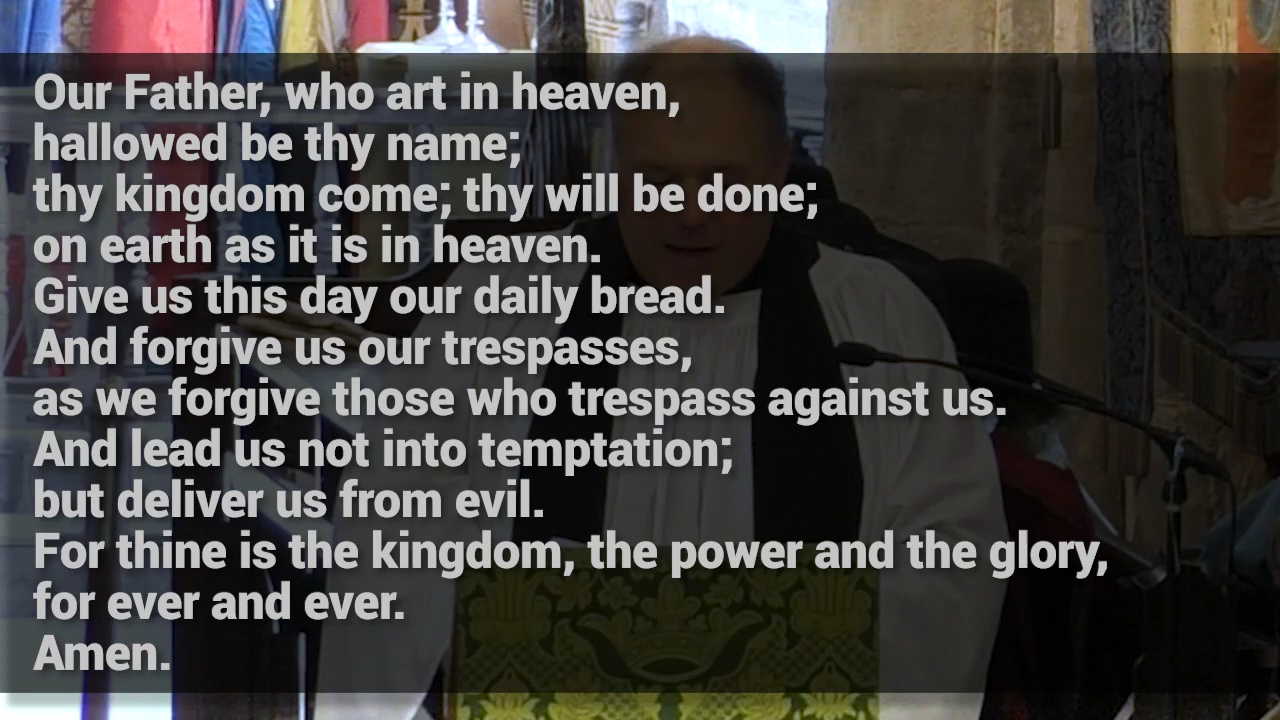 Our Father, who art in heaven,
hallowed be thy name;
thy kingdom come; thy will be done;
on earth as it is in heaven.
Give us this day our daily bread.
And forgive us our trespasses,
as we forgive those who trespass against us.
And lead us not into temptation;
but deliver us from evil.
For thine is the kingdom, the power and the glory,
for ever and ever.
Amen.